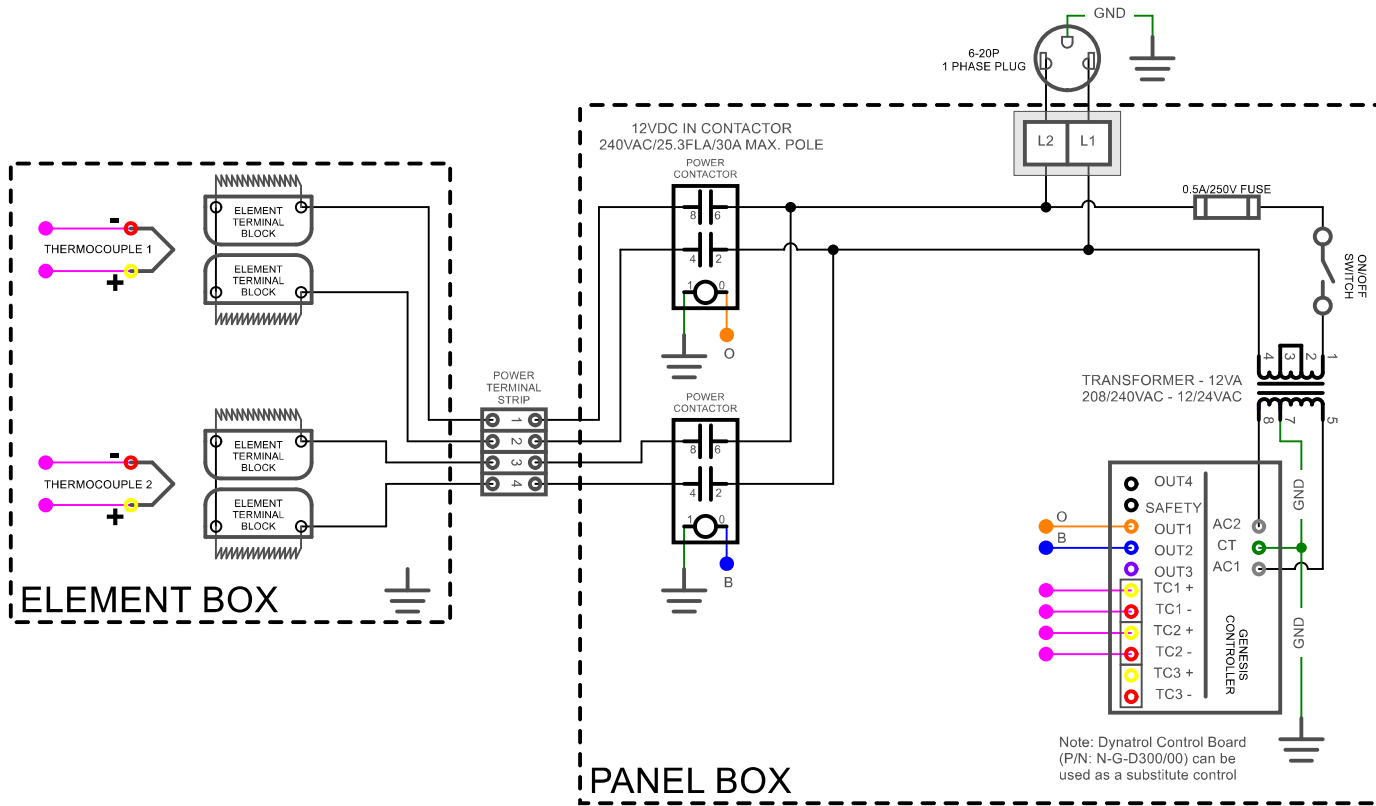 GND
6-20P
1 PHASE PLUG
L2
L1
12VDC IN CONTACTOR
240VAC/25.3FLA/30A MAX. POLE
POWER
CONTACTOR
8
6
4
2
1
0
O
0.5A/250V FUSE
ON/OFF
SWITCH
4
3
2
1
TRANSFORMER - 12VA
208/240VAC - 12/24VAC
8
7
5
ELEMENT
TERMINAL
BLOCK
-
THERMOCOUPLE 1
+
ELEMENT
TERMINAL
BLOCK
POWER
TERMINAL
STRIP
1
2
3
4
POWER
CONTACTOR
8
6
4
2
1
0
B
ELEMENT
TERMINAL
BLOCK
-
THERMOCOUPLE 2
+
ELEMENT
TERMINAL
BLOCK
ELEMENT BOX
OUT4
SAFETY
O
OUT1
B
OUT2
OUT3
TC1 +
TC1 -
TC2 +
TC2 -
TC3 +
TC3 -
AC2
CT
AC1
GENESIS
CONTROLLER
GND
GND
Note: Dynatrol Control Board
(P/N: N-G-D300/00) can be
used as a substitute control
PANEL BOX